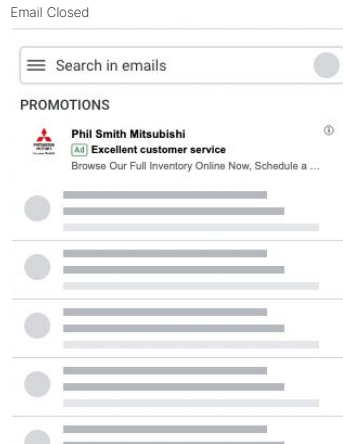 Email Closed
Search in emails
PROMOTIONS
Phil Smith Mitsubishi
Ad Excellent customer service
Browse Our Full Inventory Online Now, Schedule a ...